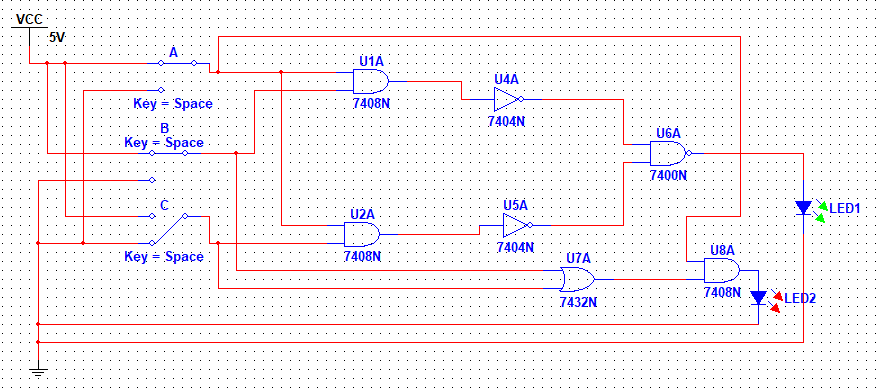 VCC
5V
A
Key = Space
B
Key = Space
C
Key = Space
U1A
7408N
U4A
7404N
U2A
7408N
U5A
7404N
U6A
7400N
U7A
7432N
U8A
7408N
LED1
LED2